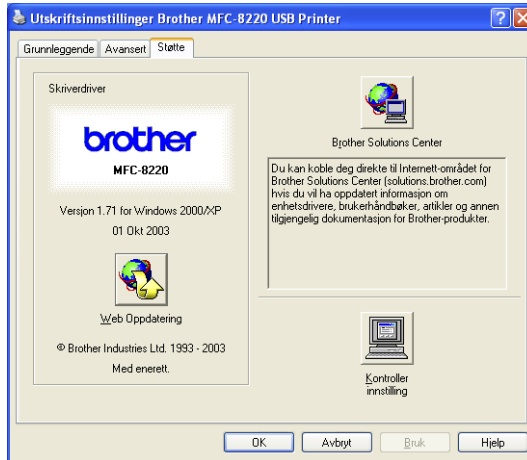 Utskriftsinnstillinger Brother MFC-8220 USB Printer
Grunnleggende
Avansert
Støtte
Skriverdriver
brother
MFC-8220
Versjon 1.71 for Windows 2000/XP
01 Okt 2003
Web Oppdatering
© Brother Industries Ltd. 1993 - 2003
Med enerett.
Brother Solutions Center
Du kan koble deg direkte til Internett-området for
Brother Solutions Center (solutions.brother.com)
hvis du vil ha oppdatert informasjon om
enhetsdrivere, brukerhåndbøker, artikler og annen
tilgjengelig dokumentasjon for Brother-produkter.
Kontroller
innstilling
OK
Avbryt
Bruk
Hjelp